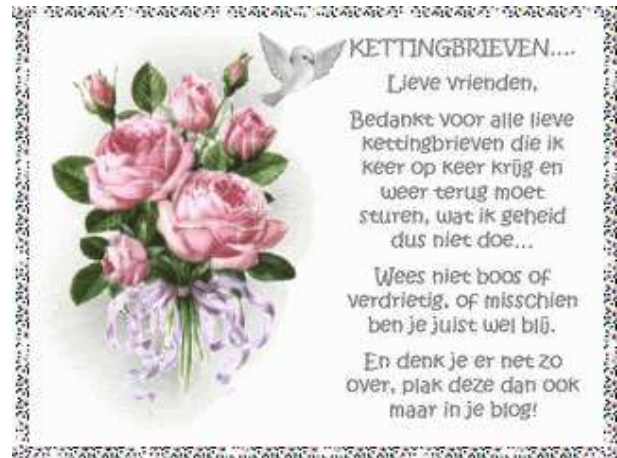 KETTINGBRIEVEN....
Lieve vrienden,
Bedankt voor alle lieve
kettingbrieven die ik
keer op keer krijg en
weer terug moet
sturen, wat ik geheid
dus niet doe...
Wees niet boos of
verdrietig, of misschien
ben je juist wel blij.
En denk je er net zo
over, plak deze dan ook
maar in je blog!